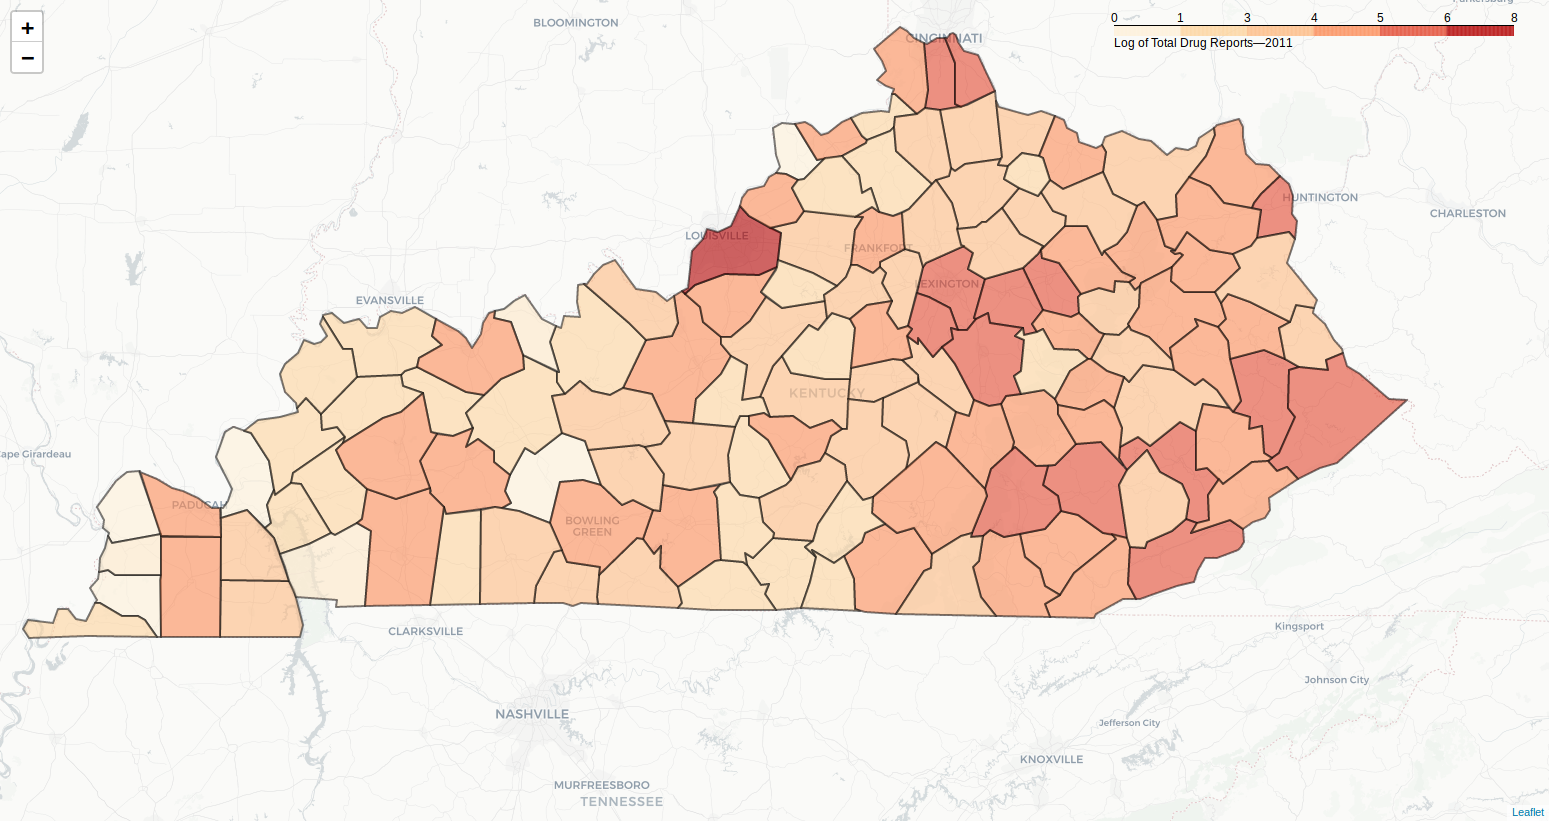 +
−
0 1 3 4 5 6 8
Log of Total Drug Reports—2011
BLOOMINGTON
CINCINNATI
HUNTINGTON
CHARLESTON
LOUISVILLE
FRANKFORT
LEXINGTON
EVANSVILLE
KENTUCKY
Cape Girardeau
PADUCAH
BOWLING
GREEN
CLARKSVILLE
Kingsport
Johnson City
NASHVILLE
Jefferson City
KNOXVILLE
MURFREESBORO
TENNESSEE
Leaflet